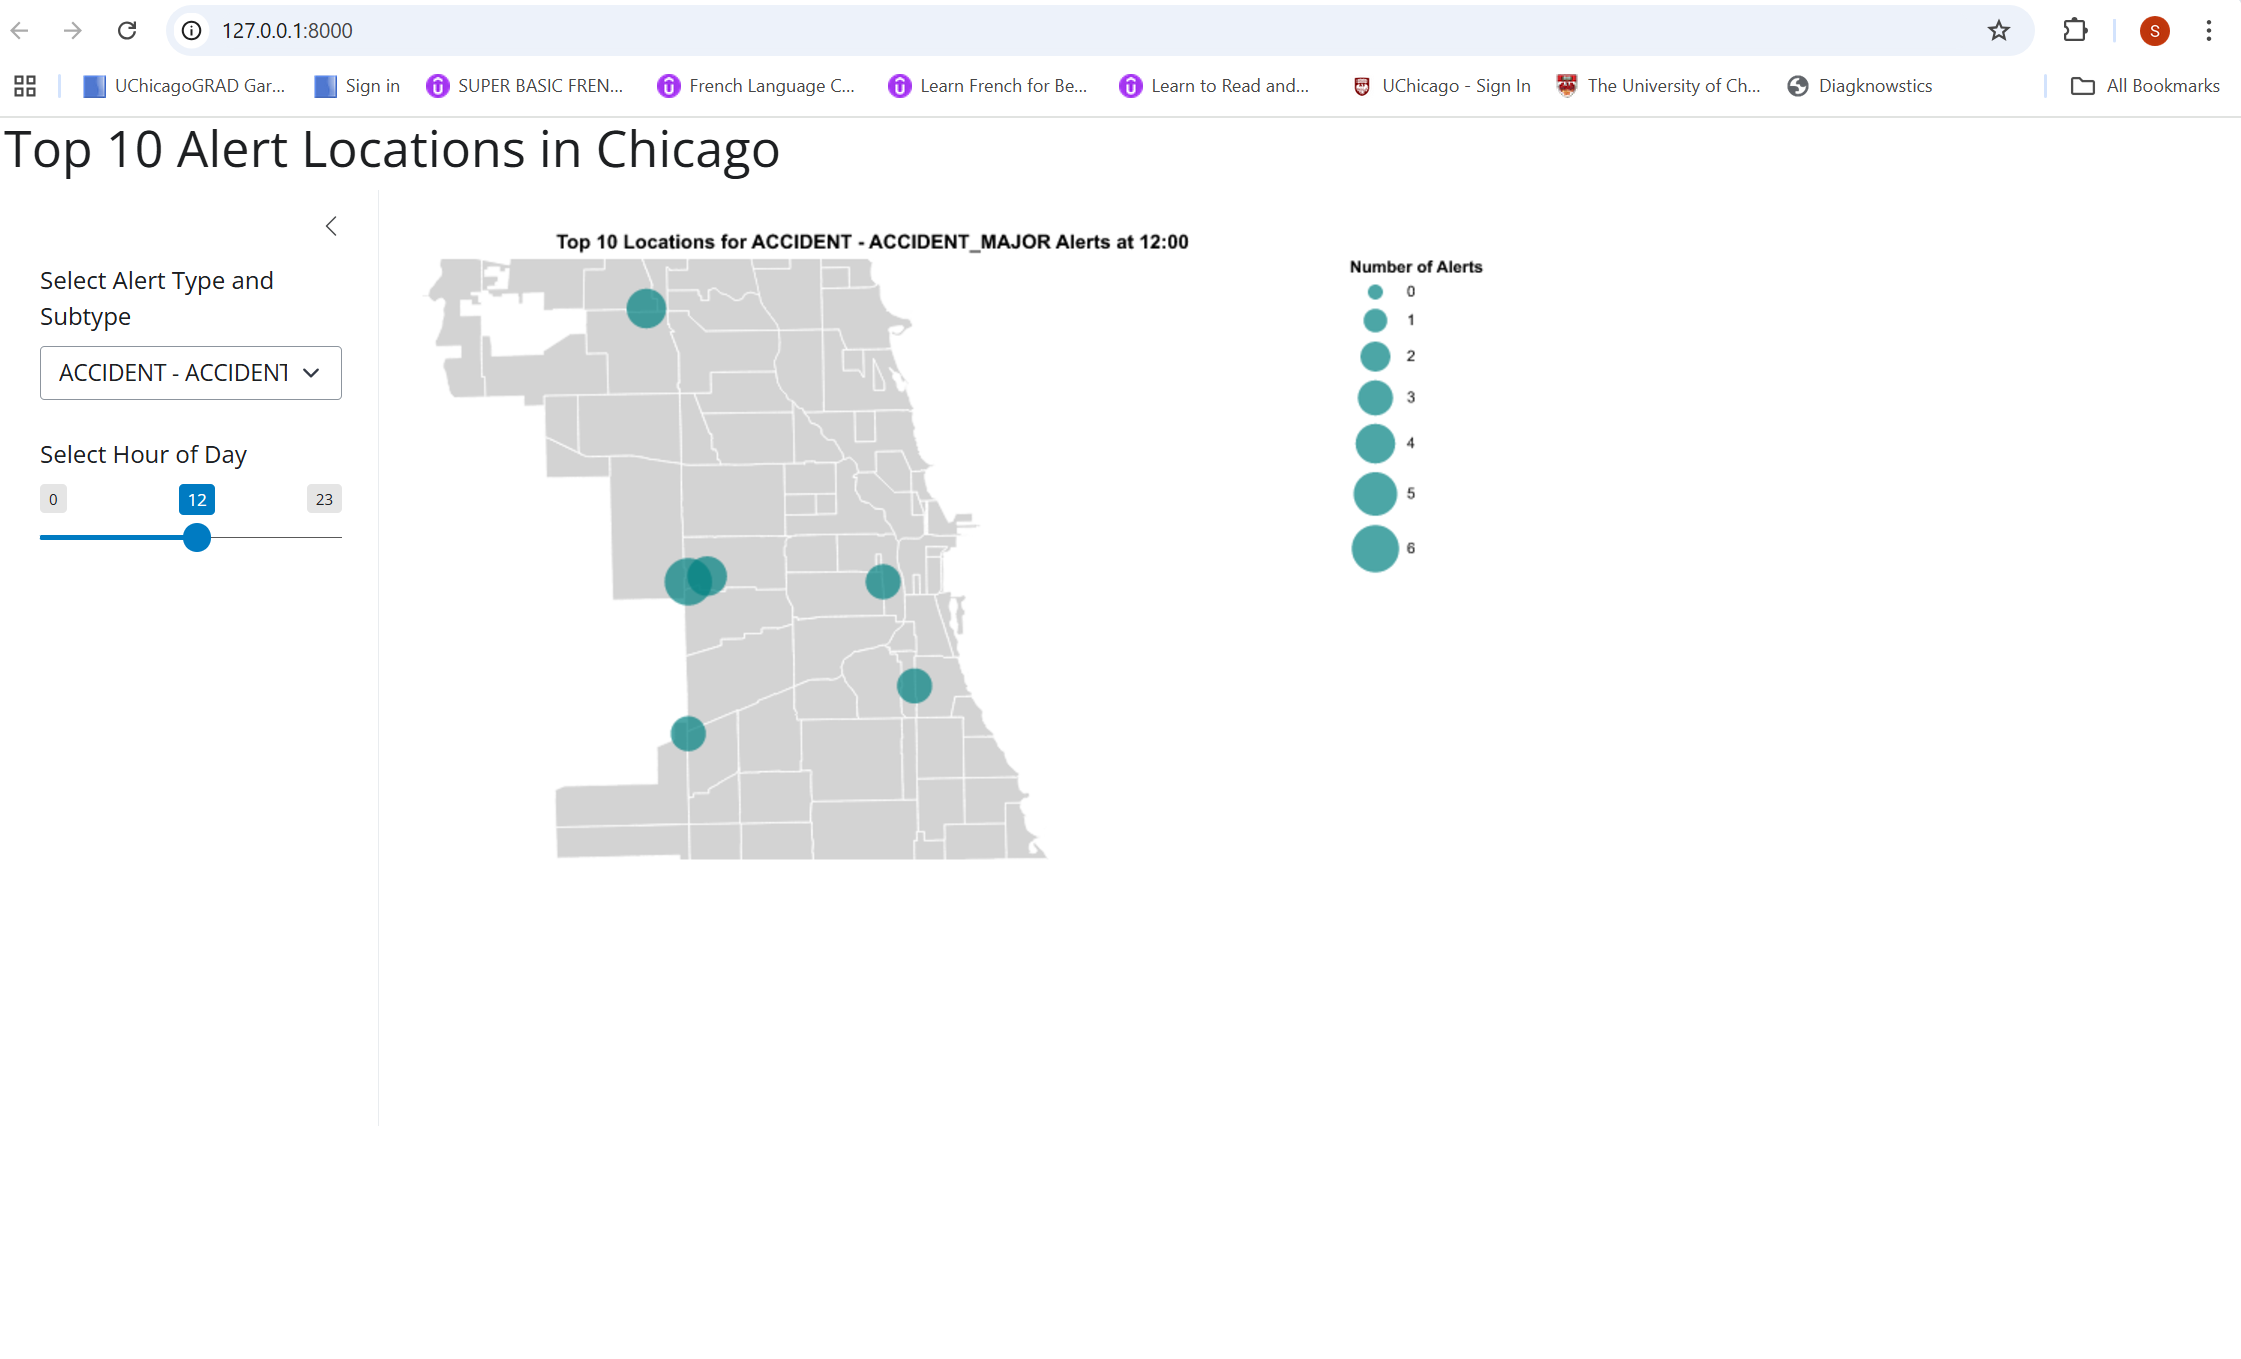 127.0.0.1:8000
S
UChicagoGRAD Gar...
Sign in
SUPER BASIC FREN...
French Language C...
Learn French for Be...
Learn to Read and...
UChicago - Sign In
The University of Ch...
Diagknowstics
All Bookmarks
Top 10 Alert Locations in Chicago
Select Alert Type and
Subtype
ACCIDENT - ACCIDENT
Select Hour of Day
0
12
23
Top 10 Locations for ACCIDENT - ACCIDENT_MAJOR Alerts at 12:00
Number of Alerts
0
1
2
3
4
5
6